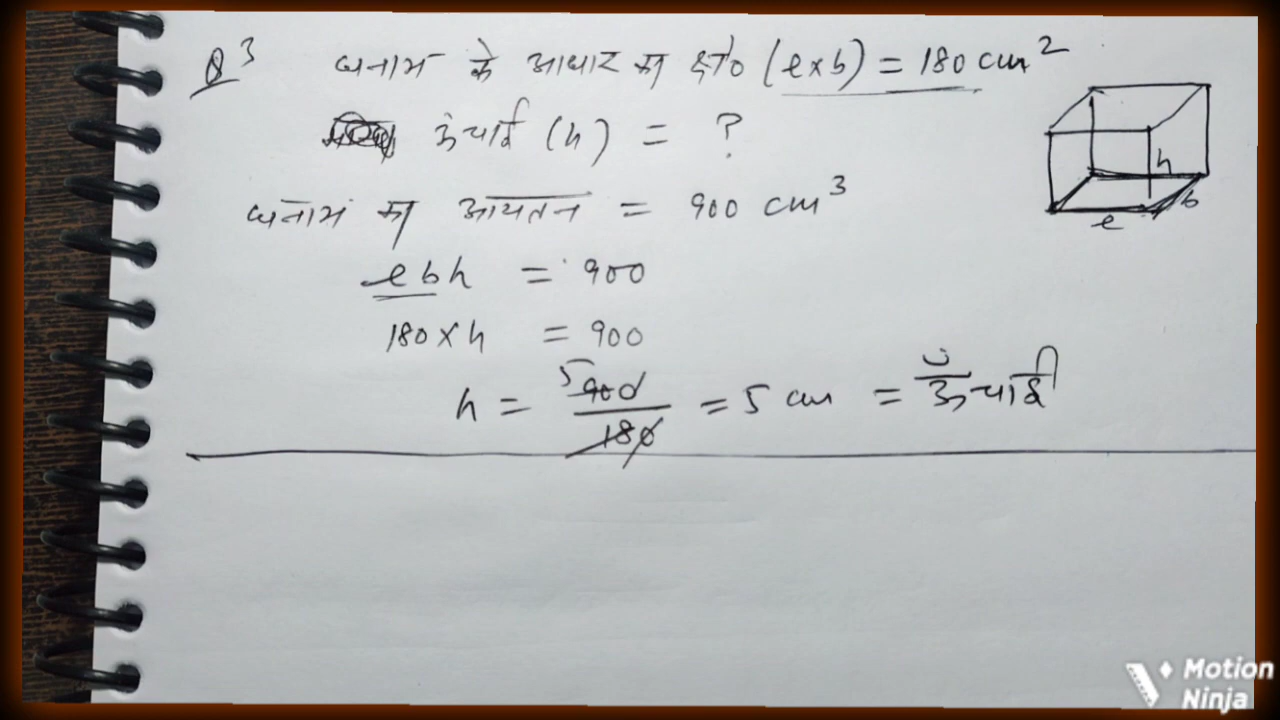 Q3 घनाभ के आधार का क्षे० (l×b) = 180 cm²
ऊंचाई (h) = ?
घनाभ का आयतन = 900 cm³
l b h = 900
180 × h = 900
h = 5 900 / 180 = 5 cm = ऊंचाई
h
b
l
Motion
Ninja